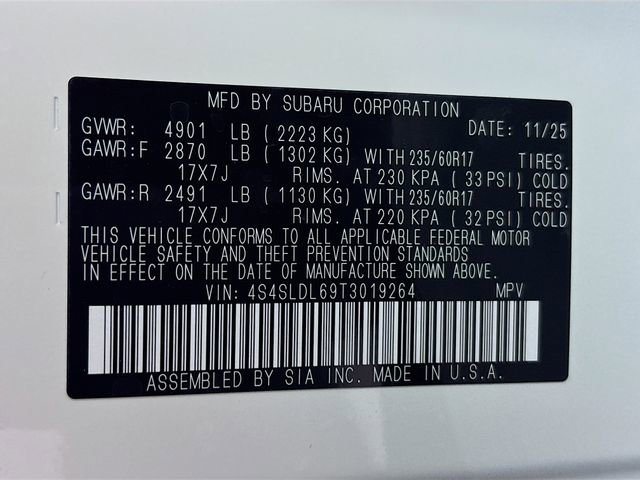 MFD BY SUBARU CORPORATION
GVWR: 4901 LB ( 2223 KG) DATE: 11/25
GAWR:F 2870 LB ( 1302 KG) WITH 235/60R17 TIRES.
17X7J RIMS. AT 230 KPA ( 33 PSI) COLD
GAWR:R 2491 LB ( 1130 KG) WITH 235/60R17 TIRES.
17X7J RIMS. AT 220 KPA ( 32 PSI) COLD
THIS VEHICLE CONFORMS TO ALL APPLICABLE FEDERAL MOTOR
VEHICLE SAFETY AND THEFT PREVENTION STANDARDS
IN EFFECT ON THE DATE OF MANUFACTURE SHOWN ABOVE.
VIN: 4S4SLDL69T3019264 MPV
ASSEMBLED BY SIA INC. MADE IN U.S.A.